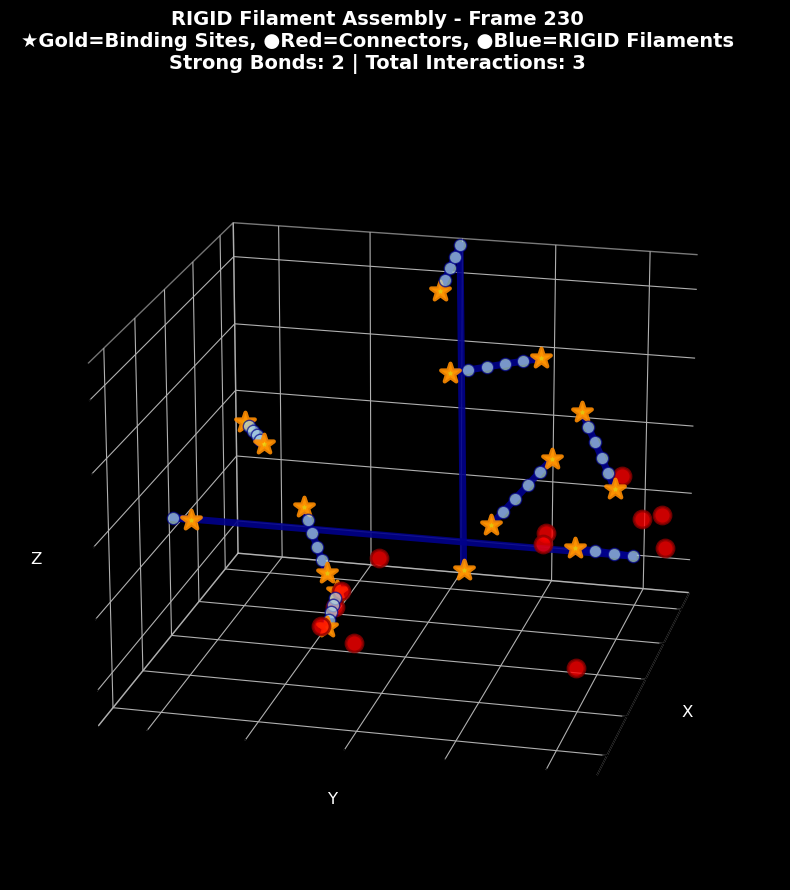 RIGID Filament Assembly - Frame 230
★Gold=Binding Sites, ●Red=Connectors, ●Blue=RIGID Filaments
Strong Bonds: 2 | Total Interactions: 3
Z
X
Y